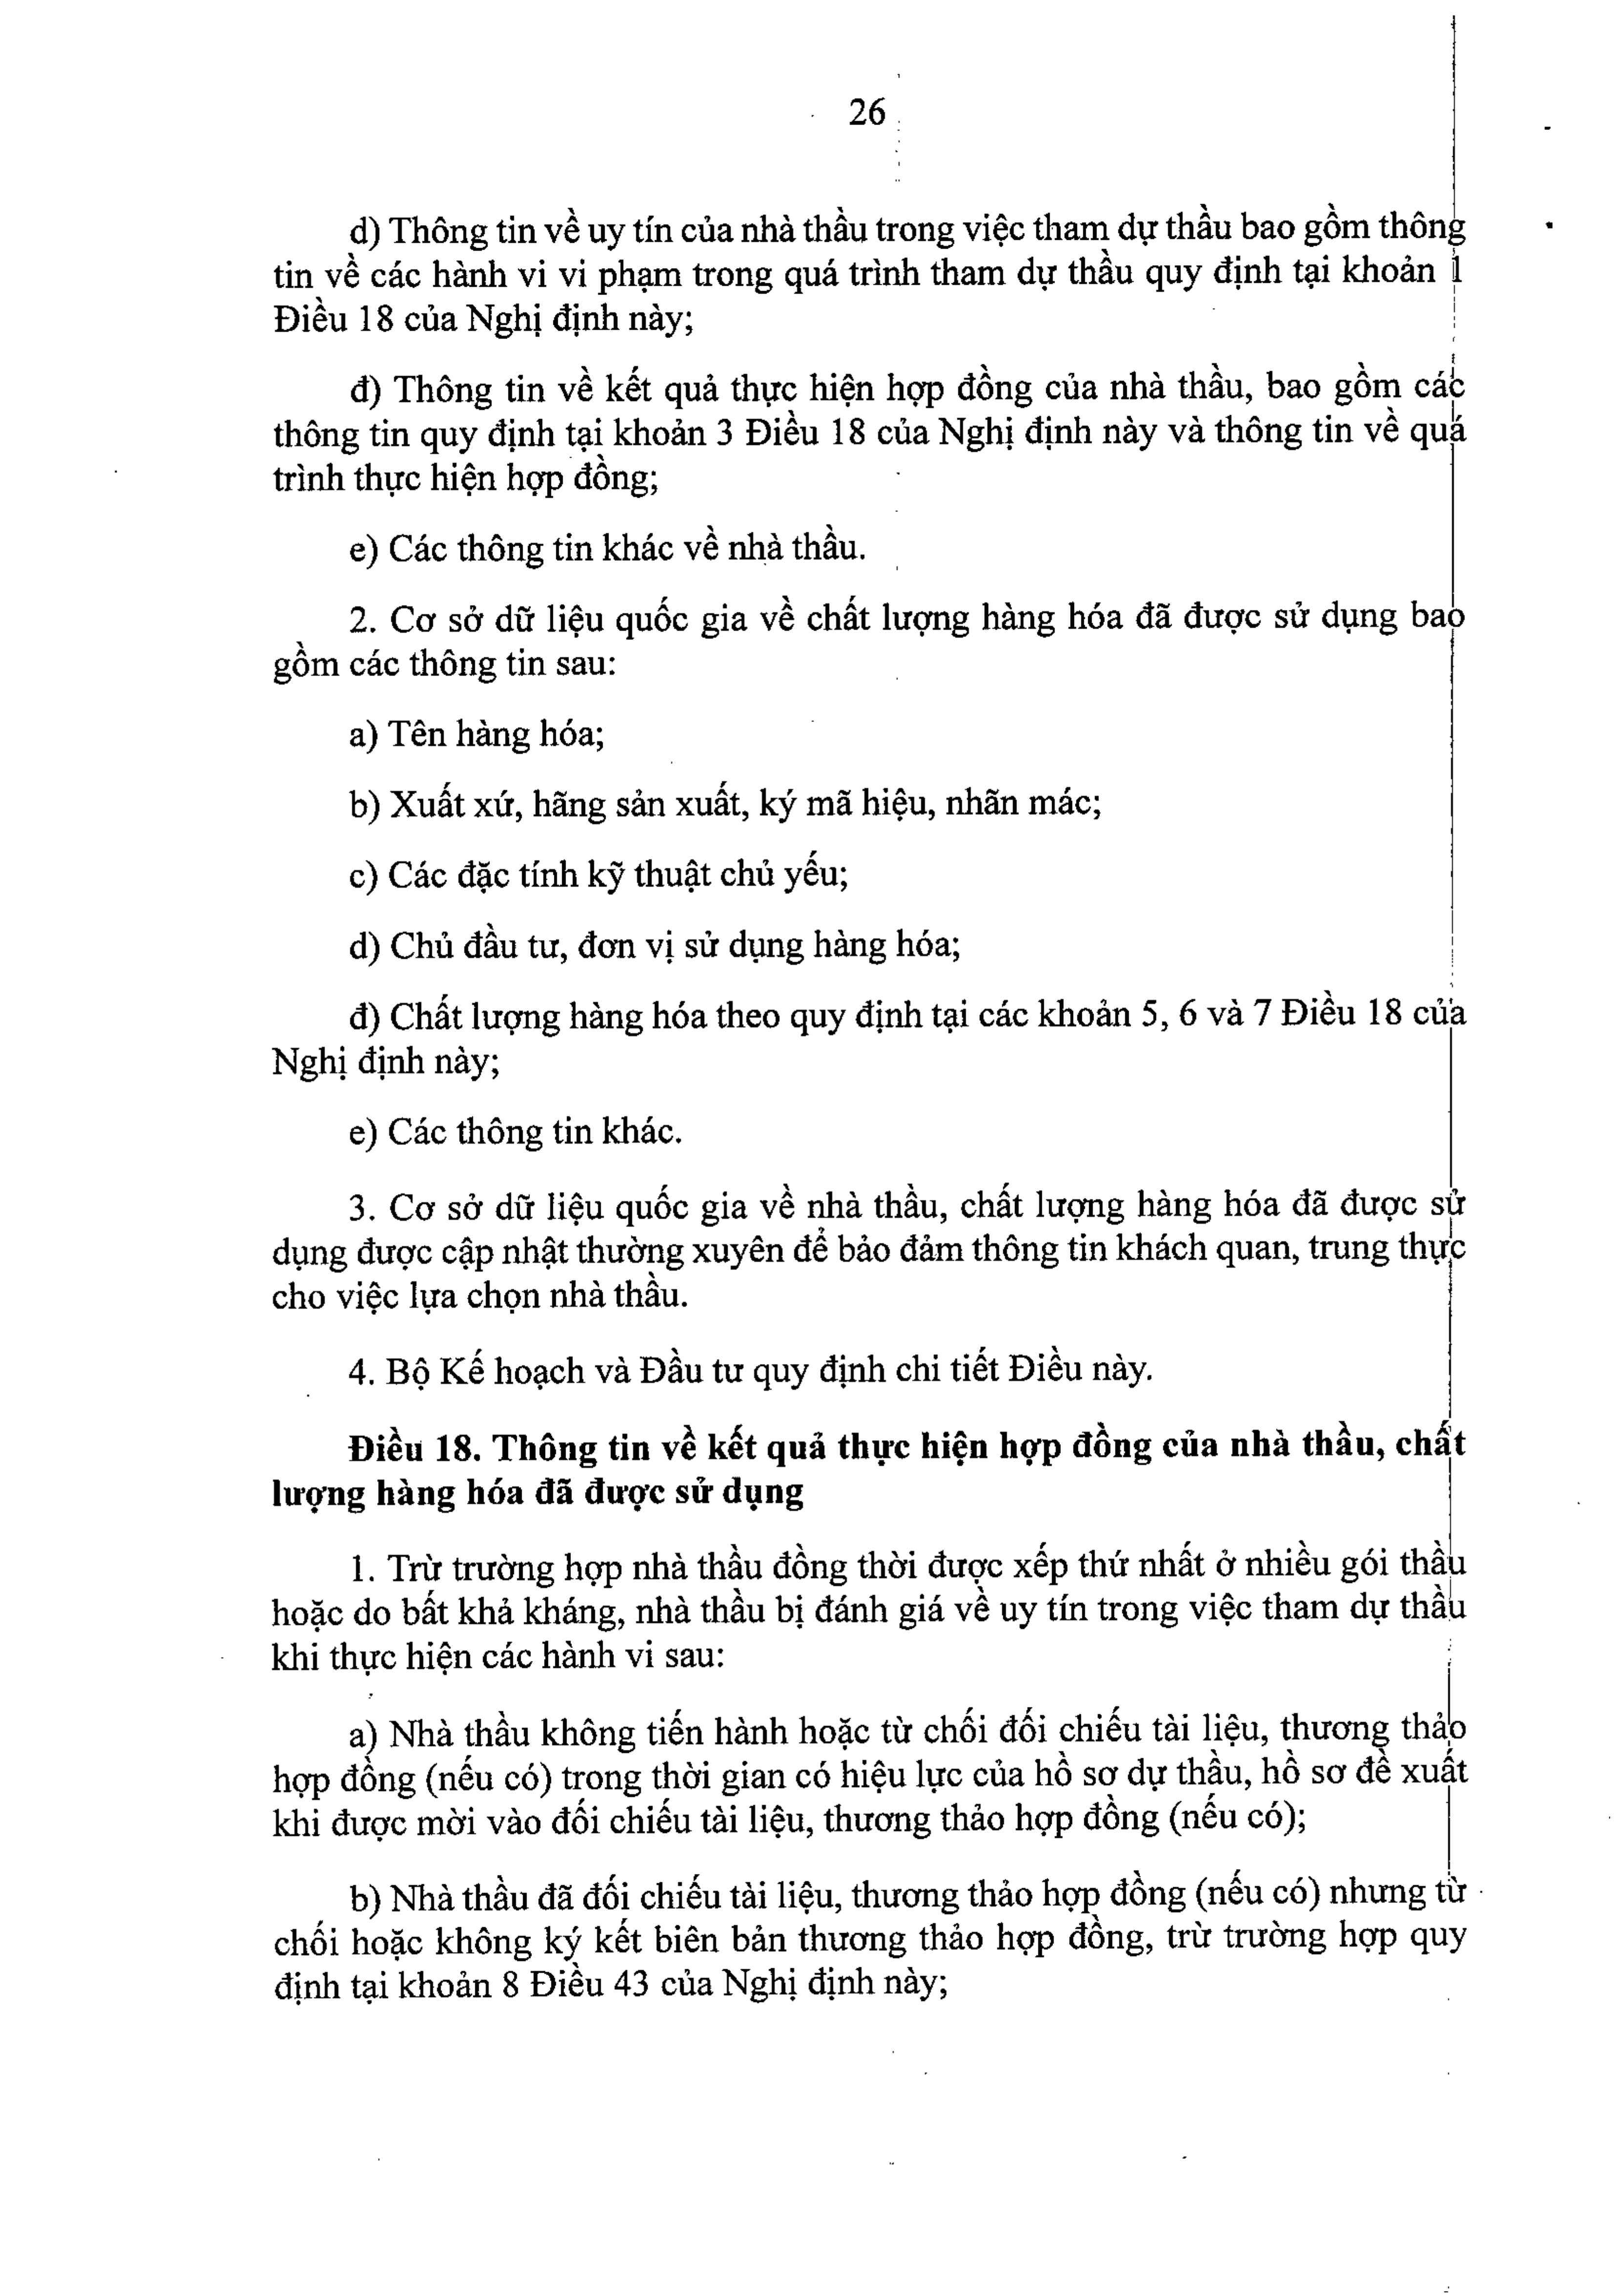 26
d) Thông tin về uy tín của nhà thầu trong việc tham dự thầu bao gồm thông
tin về các hành vi vi phạm trong quá trình tham dự thầu quy định tại khoản 1
Điều 18 của Nghị định này;
đ) Thông tin về kết quả thực hiện hợp đồng của nhà thầu, bao gồm các
thông tin quy định tại khoản 3 Điều 18 của Nghị định này và thông tin về quá
trình thực hiện hợp đồng;
e) Các thông tin khác về nhà thầu.
2. Cơ sở dữ liệu quốc gia về chất lượng hàng hóa đã được sử dụng bao
gồm các thông tin sau:
a) Tên hàng hóa;
b) Xuất xứ, hãng sản xuất, ký mã hiệu, nhãn mác;
c) Các đặc tính kỹ thuật chủ yếu;
d) Chủ đầu tư, đơn vị sử dụng hàng hóa;
đ) Chất lượng hàng hóa theo quy định tại các khoản 5, 6 và 7 Điều 18 của
Nghị định này;
e) Các thông tin khác.
3. Cơ sở dữ liệu quốc gia về nhà thầu, chất lượng hàng hóa đã được sử
dụng được cập nhật thường xuyên để bảo đảm thông tin khách quan, trung thực
cho việc lựa chọn nhà thầu.
4. Bộ Kế hoạch và Đầu tư quy định chi tiết Điều này.
Điều 18. Thông tin về kết quả thực hiện hợp đồng của nhà thầu, chất
lượng hàng hóa đã được sử dụng
1. Trừ trường hợp nhà thầu đồng thời được xếp thứ nhất ở nhiều gói thầu
hoặc do bất khả kháng, nhà thầu bị đánh giá về uy tín trong việc tham dự thầu
khi thực hiện các hành vi sau:
a) Nhà thầu không tiến hành hoặc từ chối đối chiếu tài liệu, thương thảo
hợp đồng (nếu có) trong thời gian có hiệu lực của hồ sơ dự thầu, hồ sơ đề xuất
khi được mời vào đối chiếu tài liệu, thương thảo hợp đồng (nếu có);
b) Nhà thầu đã đối chiếu tài liệu, thương thảo hợp đồng (nếu có) nhưng từ
chối hoặc không ký kết biên bản thương thảo hợp đồng, trừ trường hợp quy
định tại khoản 8 Điều 43 của Nghị định này;